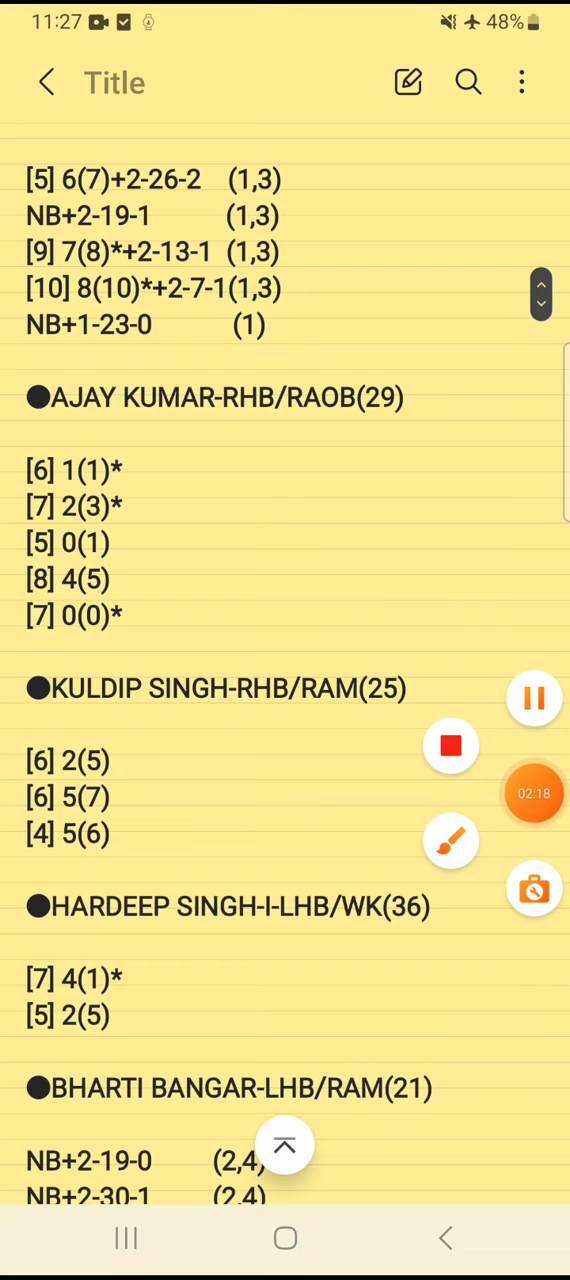 11:27 48%
Title
[5] 6(7)+2-26-2 (1,3)
NB+2-19-1 (1,3)
[9] 7(8)*+2-13-1 (1,3)
[10] 8(10)*+2-7-1(1,3)
NB+1-23-0 (1)
●AJAY KUMAR-RHB/RAOB(29)
[6] 1(1)*
[7] 2(3)*
[5] 0(1)
[8] 4(5)
[7] 0(0)*
●KULDIP SINGH-RHB/RAM(25)
[6] 2(5)
[6] 5(7)
[4] 5(6)
02:18
●HARDEEP SINGH-I-LHB/WK(36)
[7] 4(1)*
[5] 2(5)
●BHARTI BANGAR-LHB/RAM(21)
NB+2-19-0 (2,4)
NB+2-30-1 (2,4)